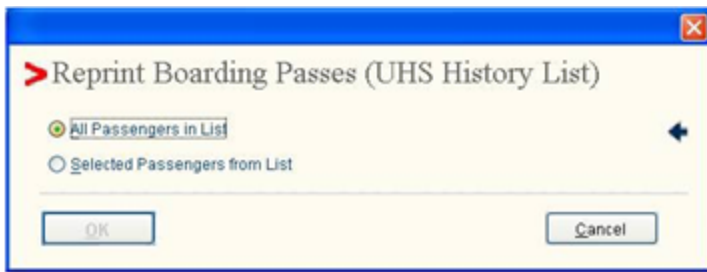 Reprint Boarding Passes (UHS History List)
All Passengers in List
Selected Passengers from List
OK
Cancel